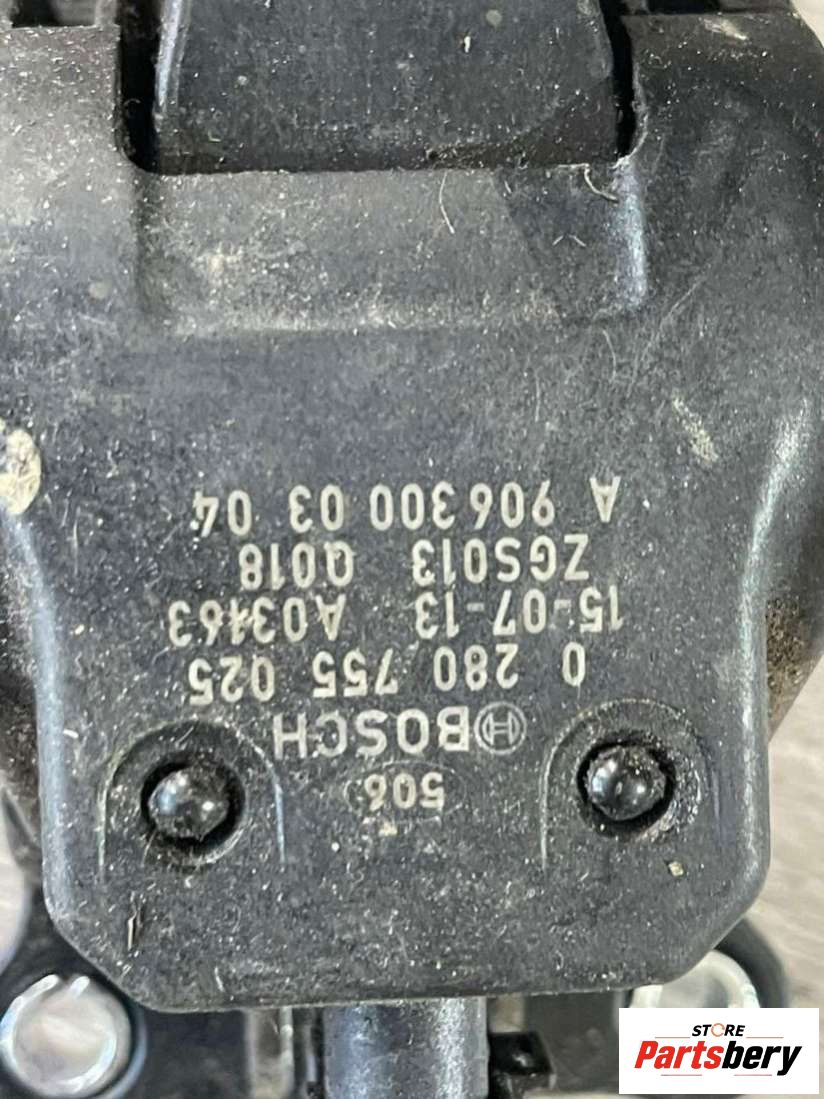 506
BOSCH
0 280 755 025
15-07-13 A03463
ZGS013 Q018
A 906 300 03 04
STORE
Partsbery